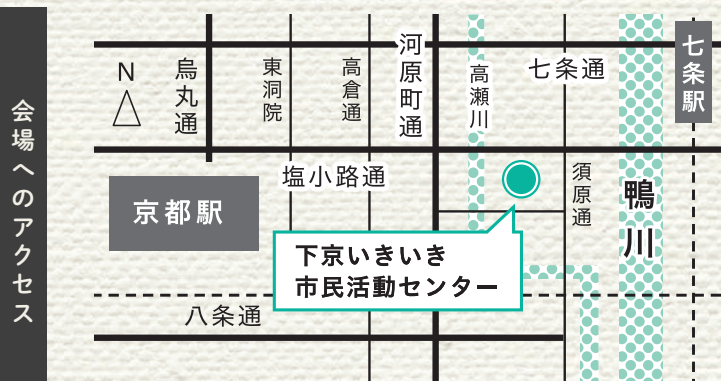 会場へのアクセス
N
烏丸通
東洞院
高倉通
河原町通
高瀬川
七条通
七条駅
塩小路通
須原通
鴨川
京都駅
下京いきいき
市民活動センター
八条通